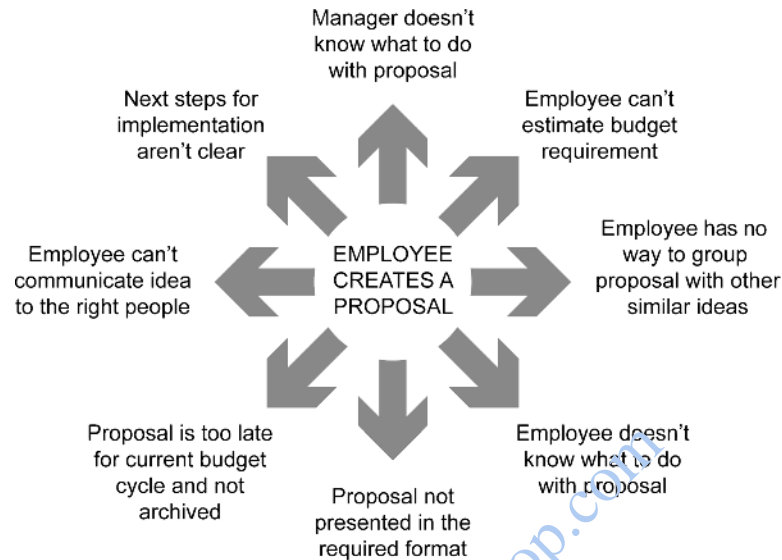 Manager doesn't
know what to do
with proposal
Employee can't
estimate budget
requirement
Employee has no
way to group
proposal with other
similar ideas
Employee doesn't
know what to do
with proposal
Proposal not
presented in the
required format
Proposal is too late
for current budget
cycle and not
archived
Employee can't
communicate idea
to the right people
Next steps for
implementation
aren't clear
EMPLOYEE
CREATES A
PROPOSAL
op.com